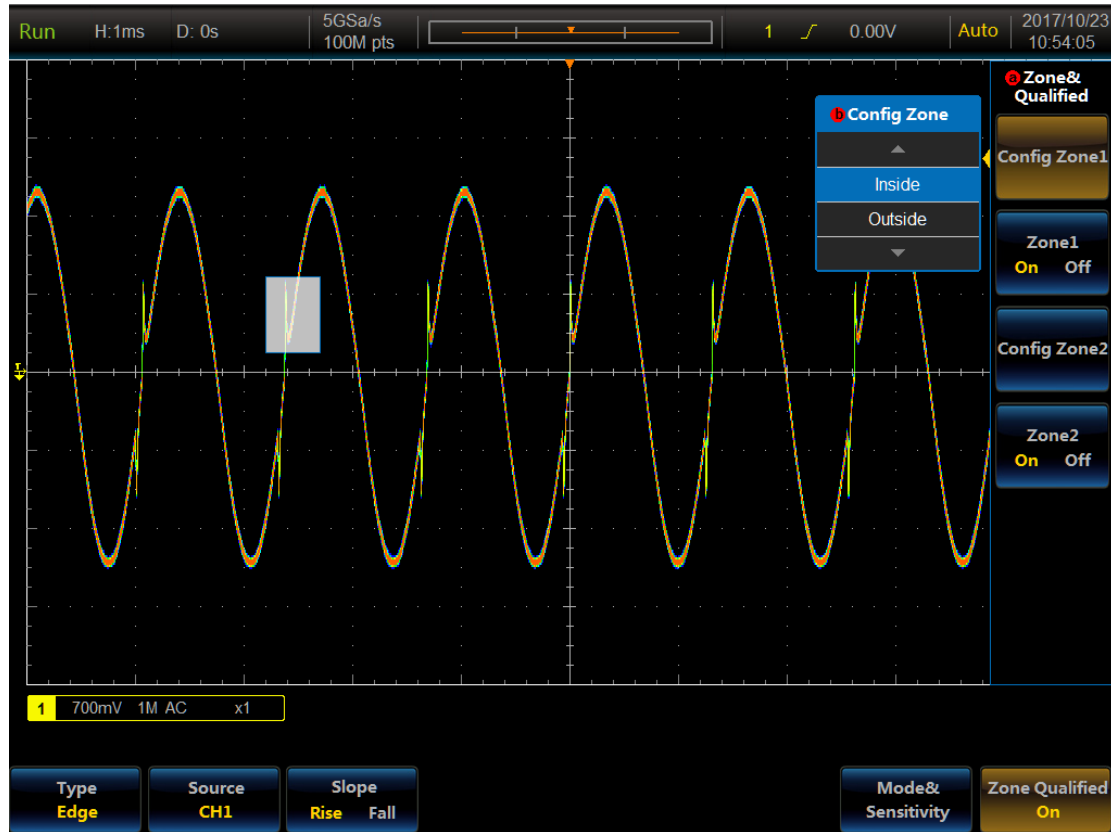 Run H:1ms D: 0s 5GSa/s 1 0.00V Auto 2017/10/23
100M pts 10:54:05
a Zone&
Qualified
b Config Zone
Config Zone1
Inside
Outside
Zone1
On Off
Config Zone2
Zone2
On Off
T
1 700mV 1M AC x1
Type Source Slope Mode& Zone Qualified
Edge CH1 Rise Fall Sensitivity On